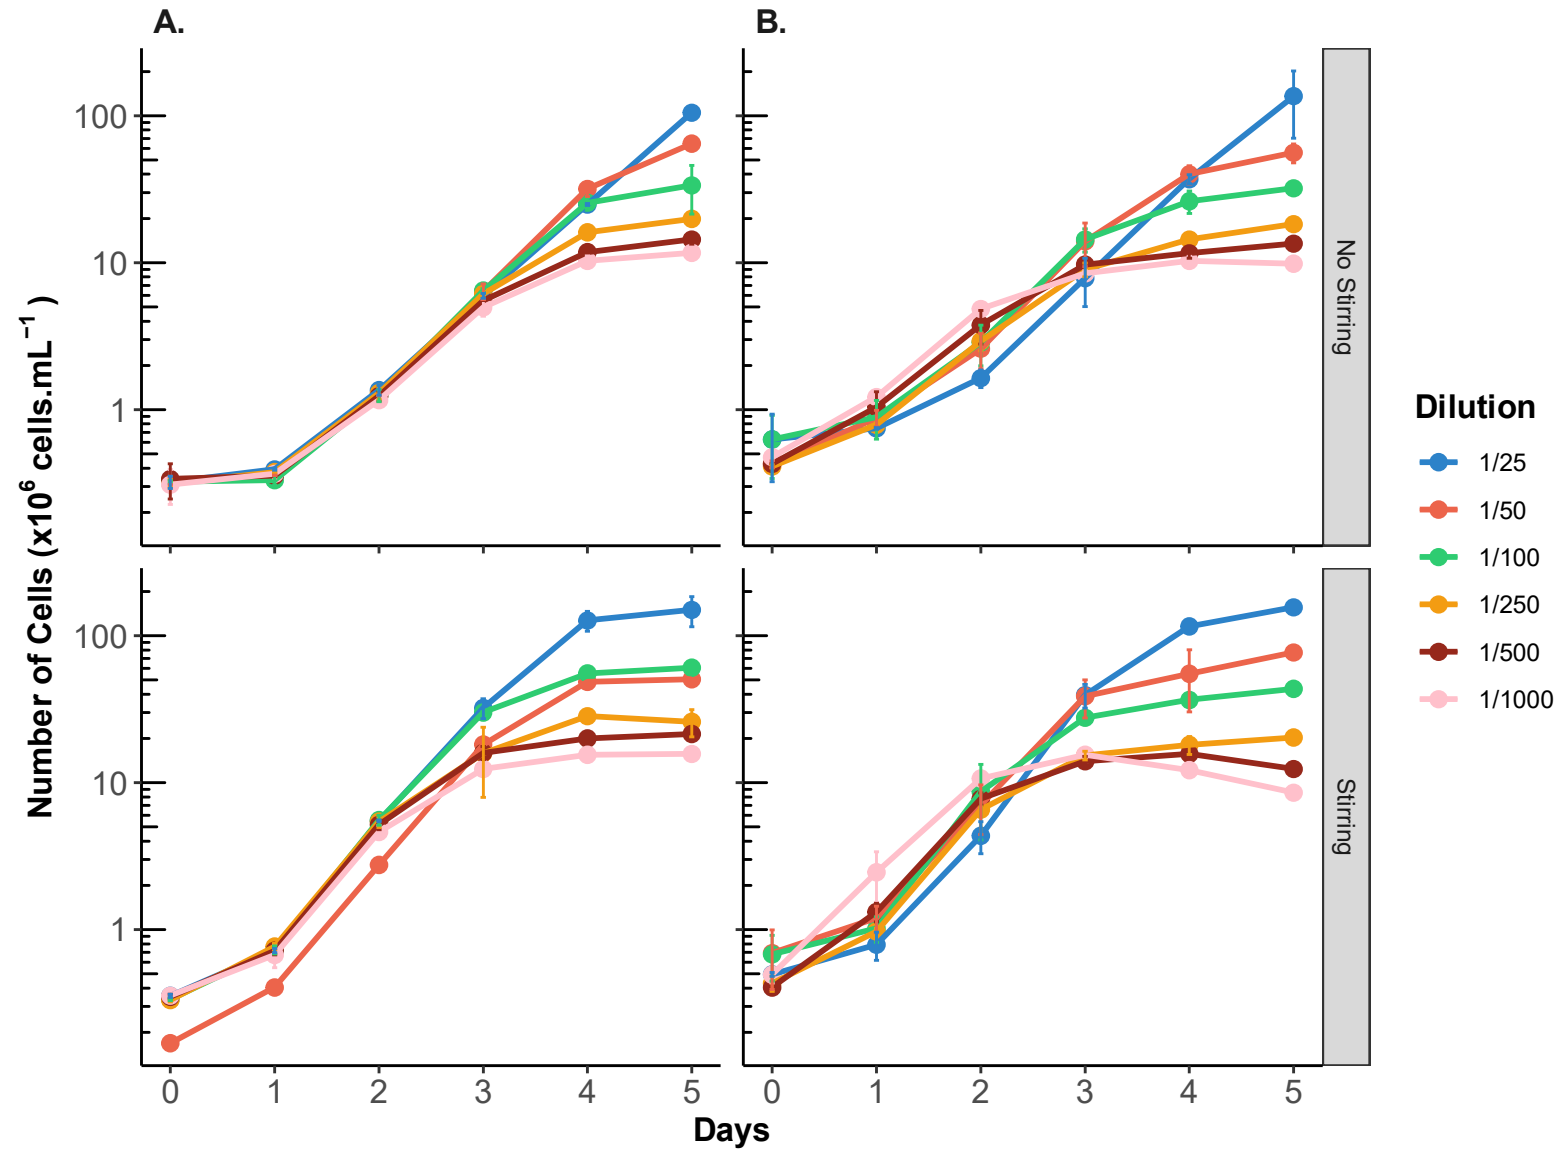 A.
B.
100
10
1
No Stirring
100
10
1
Stirring
Number of Cells (x10⁶ cells.mL⁻¹ )
0 1 2 3 4 5
0 1 2 3 4 5
Days
Dilution
1/25
1/50
1/100
1/250
1/500
1/1000